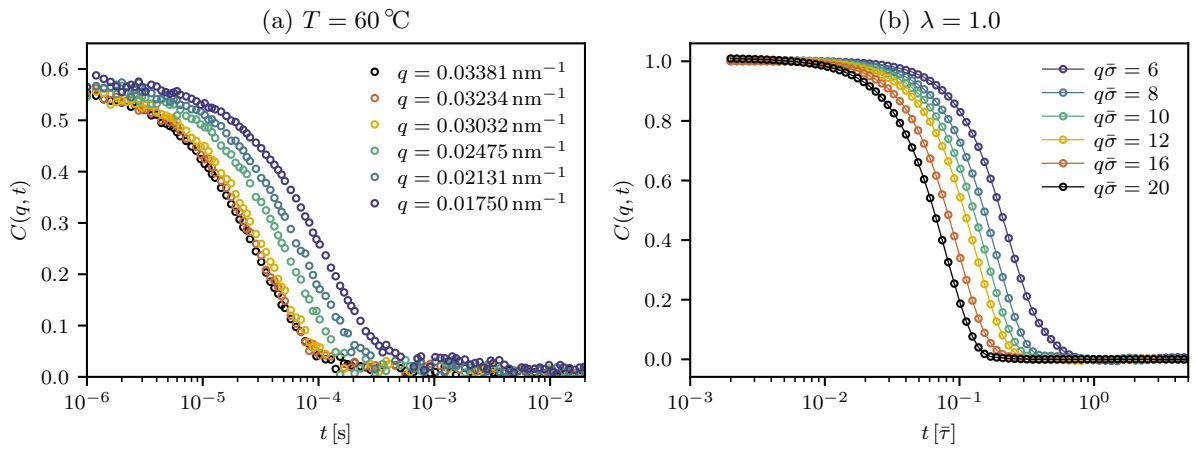 (a) T = 60 °C
C(q, t)
0.6
0.5
0.4
0.3
0.2
0.1
0.0
q = 0.03381 nm⁻¹
q = 0.03234 nm⁻¹
q = 0.03032 nm⁻¹
q = 0.02475 nm⁻¹
q = 0.02131 nm⁻¹
q = 0.01750 nm⁻¹
10⁻⁶ 10⁻⁵ 10⁻⁴ 10⁻³ 10⁻²
t [s]
(b) λ = 1.0
C(q, t)
1.0
0.8
0.6
0.4
0.2
0.0
qσ̄ = 6
qσ̄ = 8
qσ̄ = 10
qσ̄ = 12
qσ̄ = 16
qσ̄ = 20
10⁻³ 10⁻² 10⁻¹ 10⁰
t [τ̄]